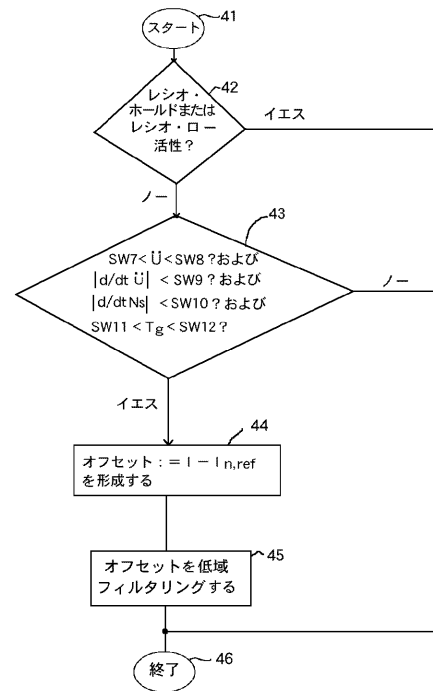 41
スタート
42
レシオ・
ホールドまたは
レシオ・ロー
活性？
イエス
ノー
43
SW7＜Ü＜SW8？および
|d/dt Ü|＜SW9？および
|d/dtNs|＜SW10？および
SW11＜Tg＜SW12？
ノー
イエス
44
オフセット：＝I－In,ref
を形成する
45
オフセットを低域
フィルタリングする
46
終了